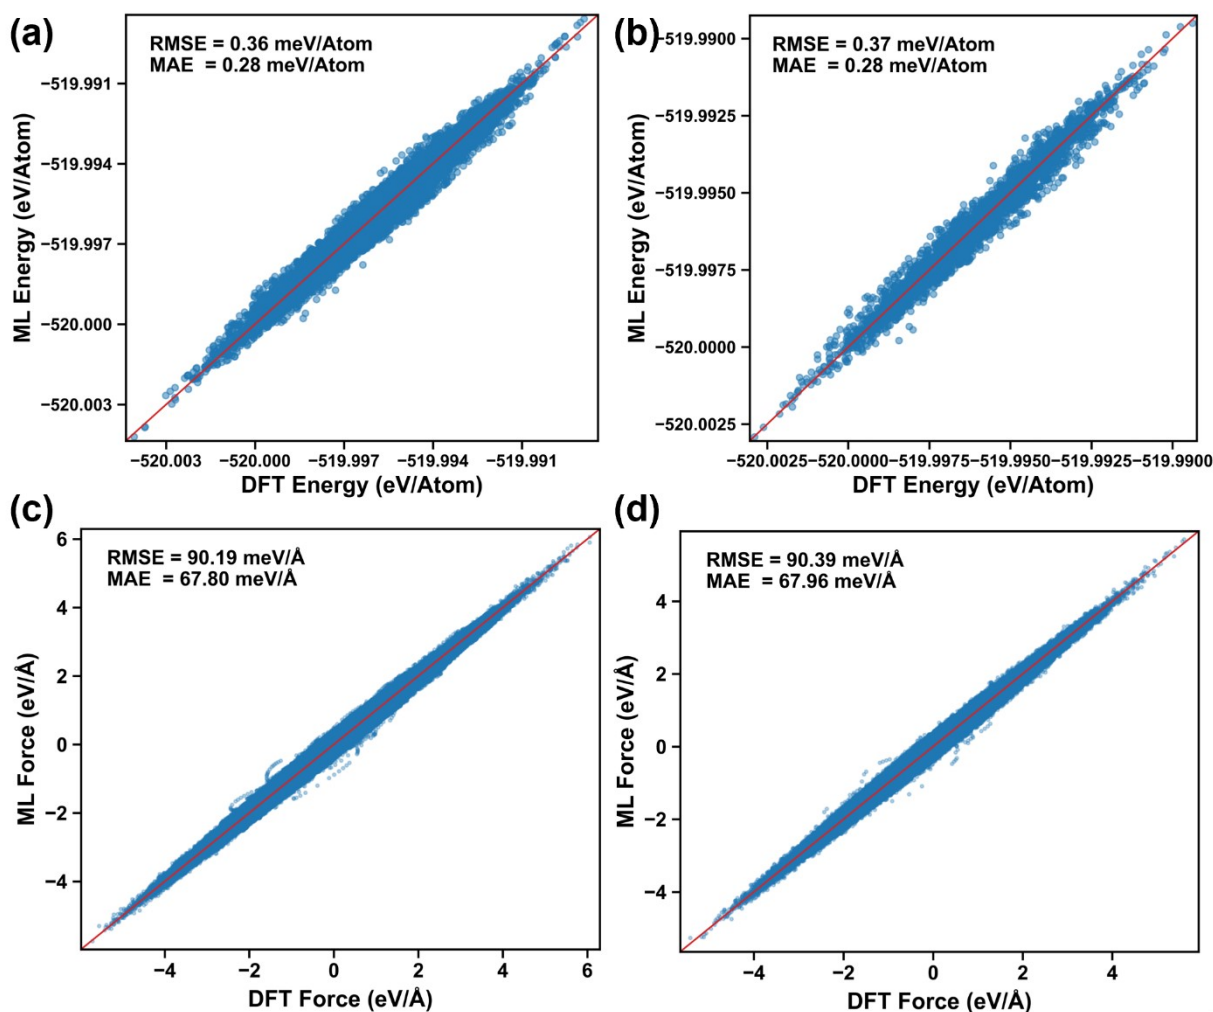 (a)
RMSE = 0.36 meV/Atom
MAE = 0.28 meV/Atom
ML Energy (eV/Atom)
−519.991
−519.994
−519.997
−520.000
−520.003
−520.003 −520.000 −519.997 −519.994 −519.991
DFT Energy (eV/Atom)
(b)
RMSE = 0.37 meV/Atom
MAE = 0.28 meV/Atom
ML Energy (eV/Atom)
−519.9900
−519.9925
−519.9950
−519.9975
−520.0000
−520.0025
−520.0025 −520.0000 −519.9975 −519.9950 −519.9925 −519.9900
DFT Energy (eV/Atom)
(c)
RMSE = 90.19 meV/Å
MAE = 67.80 meV/Å
ML Force (eV/Å)
6
4
2
0
−2
−4
−4 −2 0 2 4 6
DFT Force (eV/Å)
(d)
RMSE = 90.39 meV/Å
MAE = 67.96 meV/Å
ML Force (eV/Å)
4
2
0
−2
−4
−4 −2 0 2 4
DFT Force (eV/Å)